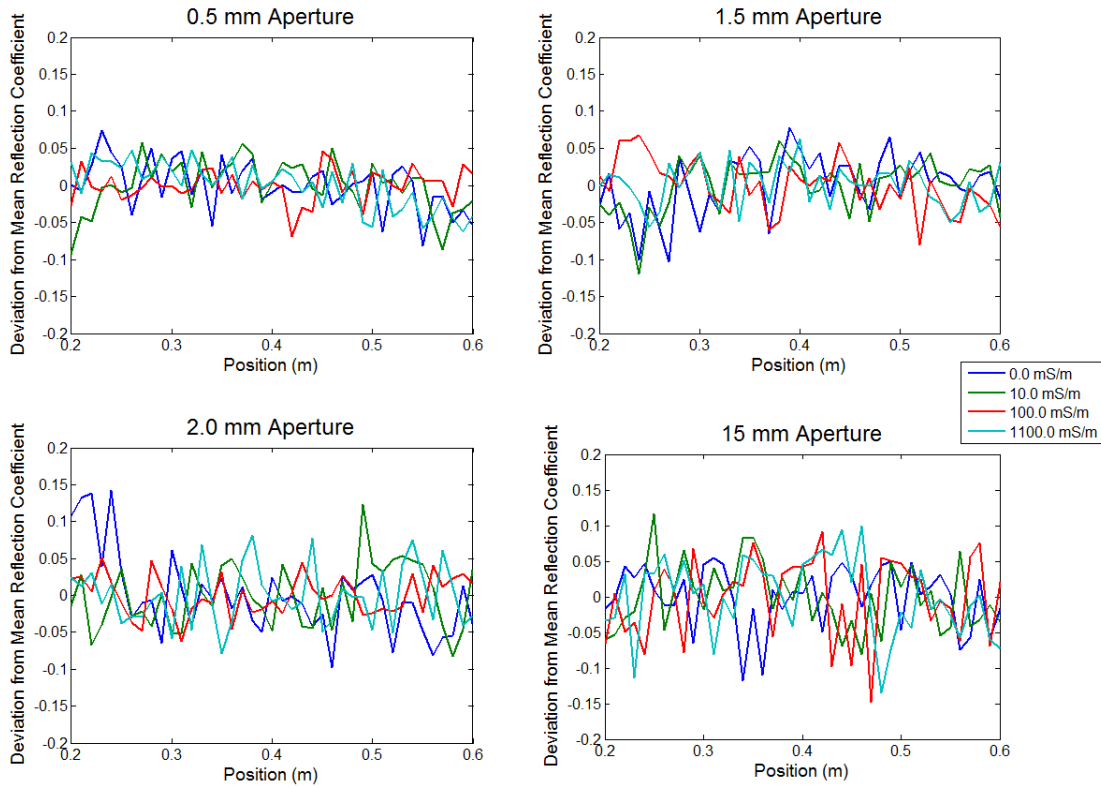 0.5 mm Aperture
Deviation from Mean Reflection Coefficient
0.2
0.15
0.1
0.05
0
-0.05
-0.1
-0.15
-0.2
0.2 0.3 0.4 0.5 0.6
Position (m)
1.5 mm Aperture
Deviation from Mean Reflection Coefficient
0.2
0.15
0.1
0.05
0
-0.05
-0.1
-0.15
-0.2
0.2 0.3 0.4 0.5 0.6
Position (m)
0.0 mS/m
10.0 mS/m
100.0 mS/m
1100.0 mS/m
2.0 mm Aperture
Deviation from Mean Reflection Coefficient
0.2
0.15
0.1
0.05
0
-0.05
-0.1
-0.15
-0.2
0.2 0.3 0.4 0.5 0.6
Position (m)
15 mm Aperture
Deviation from Mean Reflection Coefficient
0.2
0.15
0.1
0.05
0
-0.05
-0.1
-0.15
-0.2
0.2 0.3 0.4 0.5 0.6
Position (m)